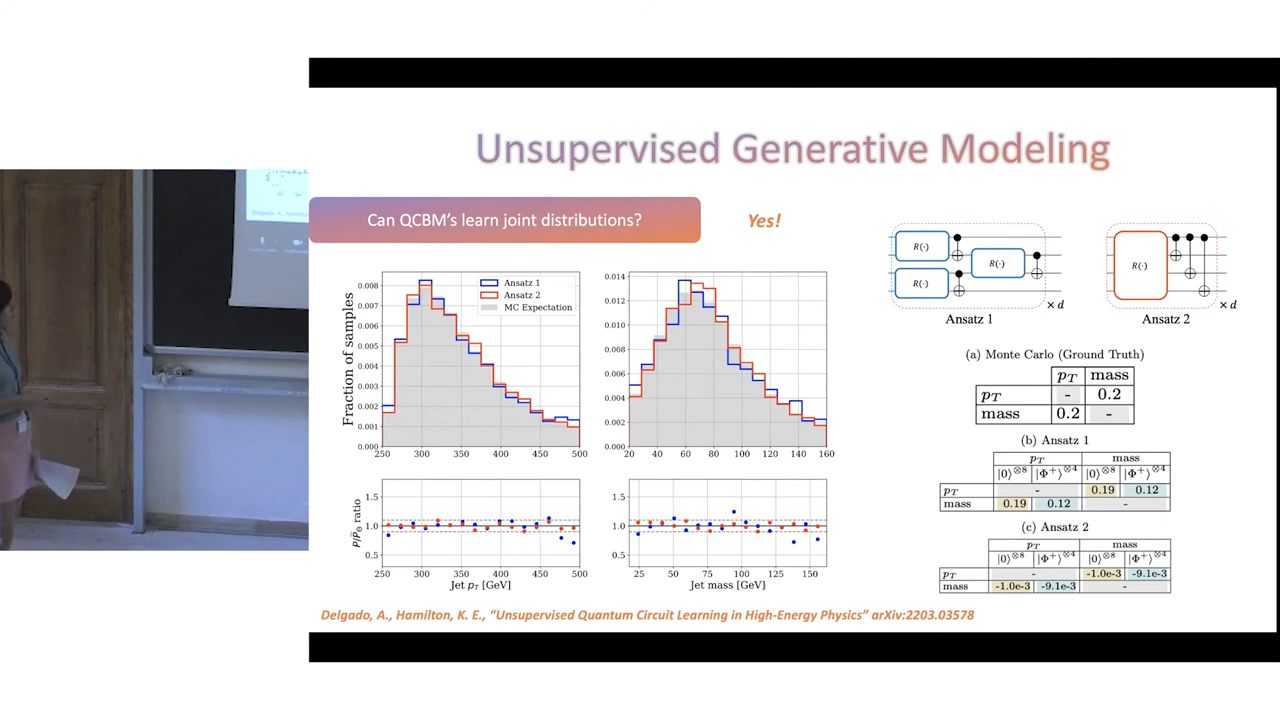 Unsupervised Generative Modeling
Can QCBM's learn joint distributions?
Yes!
Fraction of samples
0.008
0.007
0.006
0.005
0.004
0.003
0.002
0.001
0.000
Ansatz 1
Ansatz 2
MC Expectation
250 300 350 400 450 500
0.014
0.012
0.010
0.008
0.006
0.004
0.002
0.000
20 40 60 80 100 120 140 160
1.5
1.0
0.5
250 300 350 400 450 500
Jet pT [GeV]
1.5
1.0
0.5
25 50 75 100 125 150
Jet mass [GeV]
R(·)
R(·)
R(·)
× d
Ansatz 1
R(·)
× d
Ansatz 2
(a) Monte Carlo (Ground Truth)
pT mass
pT - 0.2
mass 0.2 -
(b) Ansatz 1
pT mass
|0⟩⊗8 |Φ+⟩⊗4 |0⟩⊗8 |Φ+⟩⊗4
pT - 0.19 0.12
mass 0.19 0.12 -
(c) Ansatz 2
pT mass
|0⟩⊗8 |Φ+⟩⊗4 |0⟩⊗8 |Φ+⟩⊗4
pT - -1.0e-3 -9.1e-3
mass -1.0e-3 -9.1e-3 -
Delgado, A., Hamilton, K. E., "Unsupervised Quantum Circuit Learning in High-Energy Physics" arXiv:2203.03578